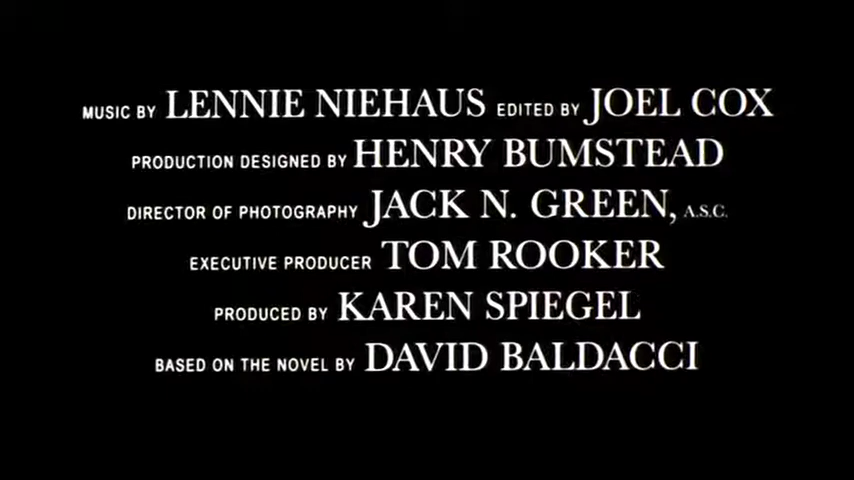 MUSIC BY LENNIE NIEHAUS EDITED BY JOEL COX
PRODUCTION DESIGNED BY HENRY BUMSTEAD
DIRECTOR OF PHOTOGRAPHY JACK N. GREEN, A.S.C.
EXECUTIVE PRODUCER TOM ROOKER
PRODUCED BY KAREN SPIEGEL
BASED ON THE NOVEL BY DAVID BALDACCI